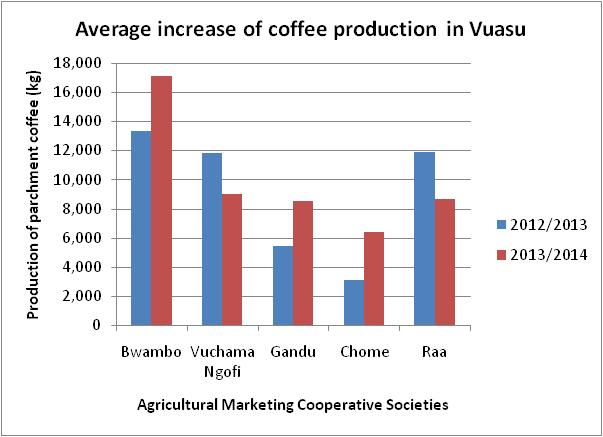 Average increase of coffee production in Vuasu
Production of parchment coffee (kg)
18,000
16,000
14,000
12,000
10,000
8,000
6,000
4,000
2,000
0
Bwambo
Vuchama
Ngofi
Gandu
Chome
Raa
Agricultural Marketing Cooperative Societies
2012/2013
2013/2014